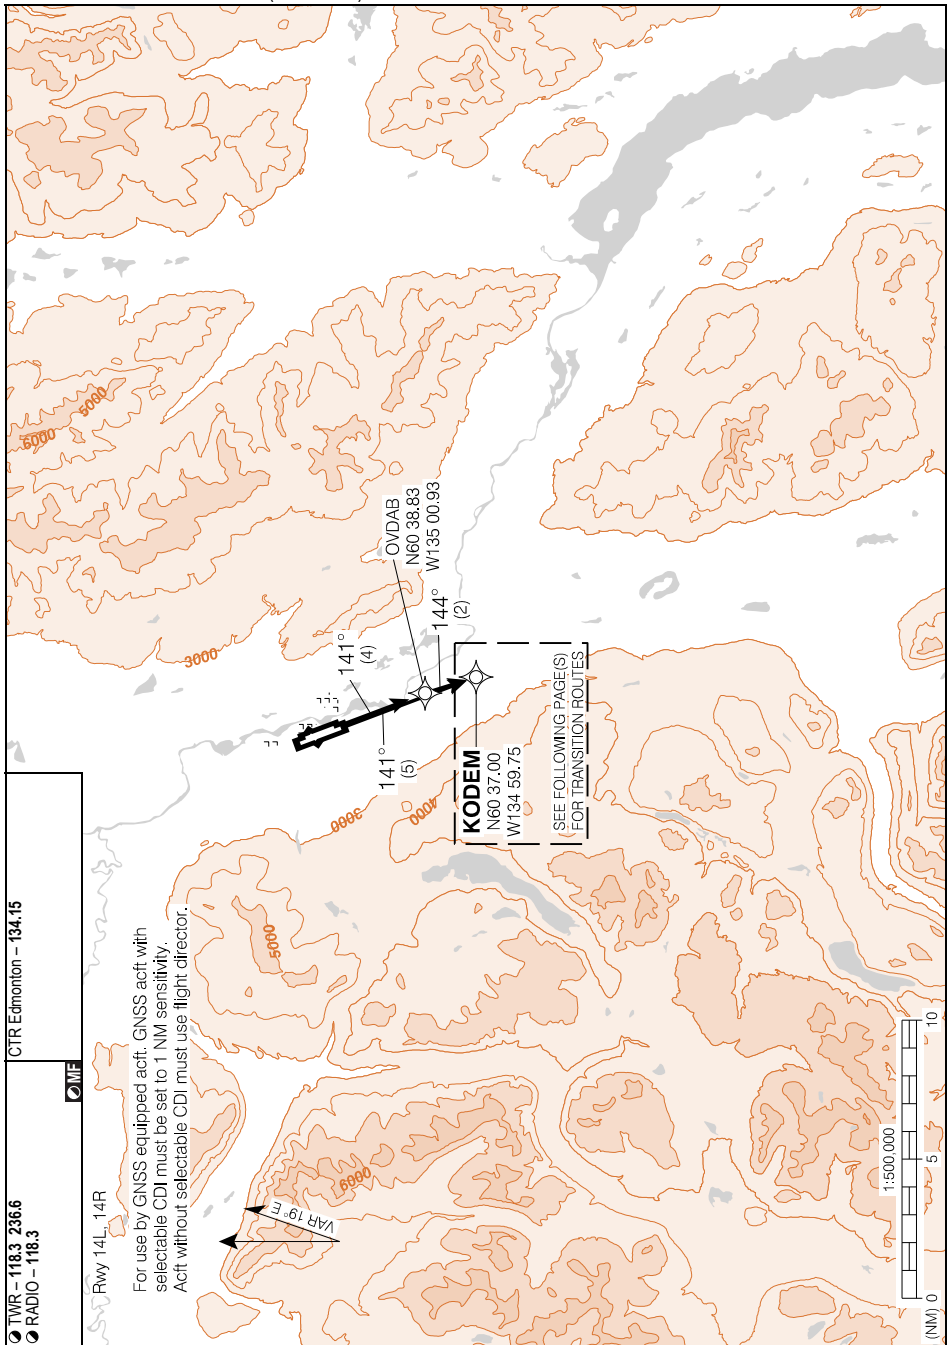 TWR – 118.3 236.6
RADIO – 118.3
MF
CTR Edmonton – 134.15
Rwy 14L, 14R
For use by GNSS equipped acft. GNSS acft with
selectable CDI must be set to 1 NM sensitivity.
Acft without selectable CDI must use flight director.
VAR 19° E
6000
5000
3000
4000
3000
6000
5000
141°
(4)
141°
(5)
OVDAB
N60 38.83
W135 00.93
144°
(2)
KODEM
N60 37.00
W134 59.75
SEE FOLLOWING PAGE(S)
FOR TRANSITION ROUTES
1:500,000
(NM) 0
5
10